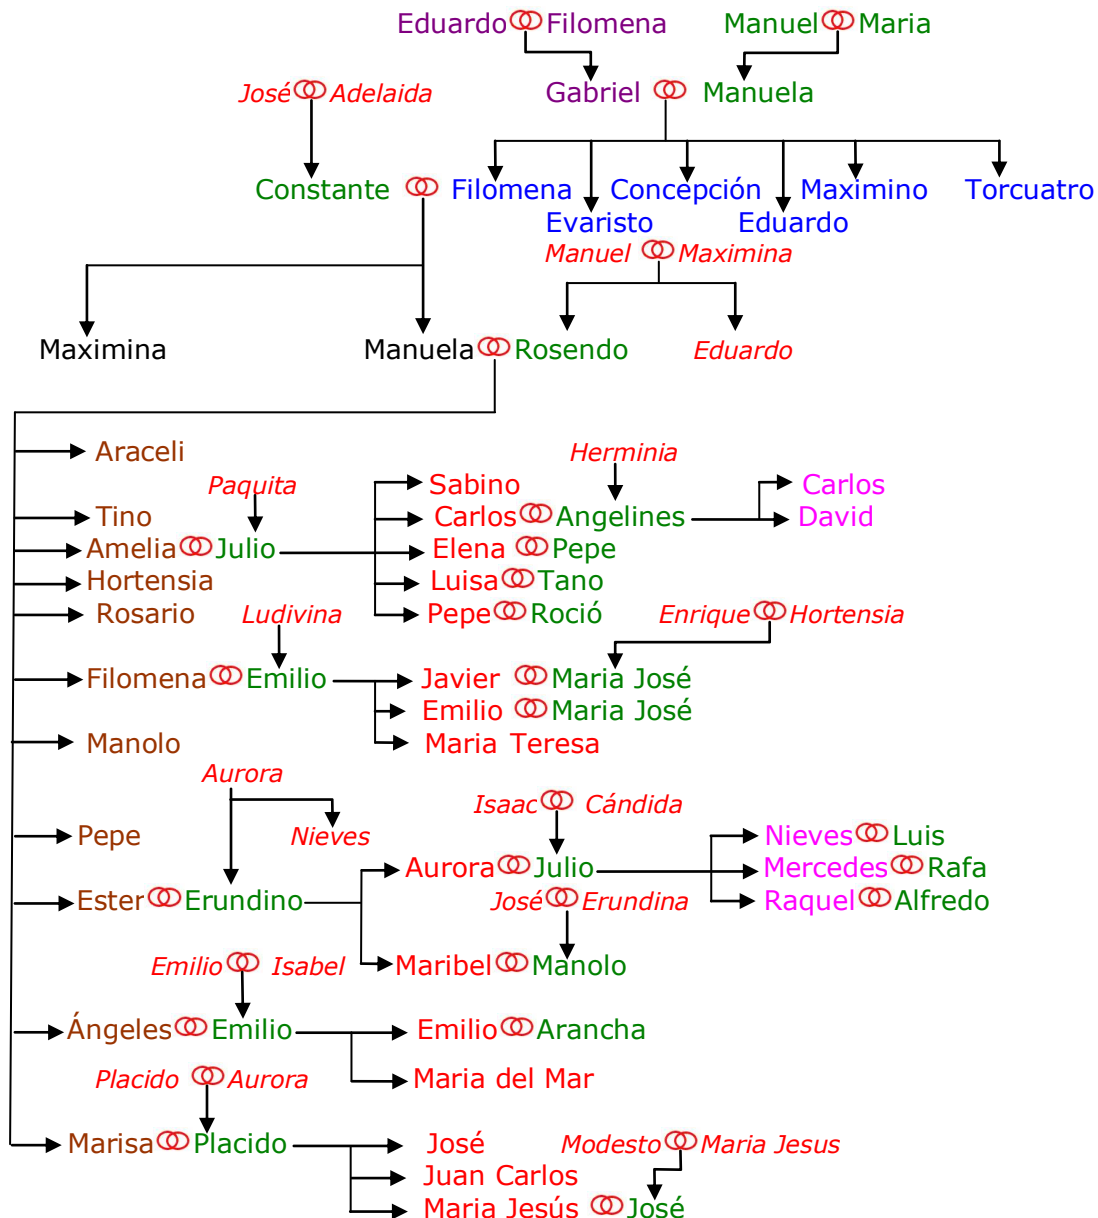 Eduardo Filomena Manuel Maria
José Adelaida Gabriel Manuela
Constante Filomena Concepción Maximino Torcuatro
Evaristo Eduardo
Manuel Maximina
Maximina Manuela Rosendo Eduardo
Araceli Herminia
Paquita Sabino Carlos
Tino Carlos Angelines David
Amelia Julio Elena Pepe
Hortensia Luisa Tano
Rosario Ludivina Pepe Roció Enrique Hortensia
Filomena Emilio Javier Maria José
Emilio Maria José
Manolo Maria Teresa
Aurora
Isaac Cándida
Pepe Nieves Nieves Luis
Aurora Julio Mercedes Rafa
Ester Erundino José Erundina Raquel Alfredo
Emilio Isabel Maribel Manolo
Ángeles Emilio Emilio Arancha
Placido Aurora Maria del Mar
Marisa Placido José Modesto Maria Jesus
Juan Carlos
Maria Jesús José